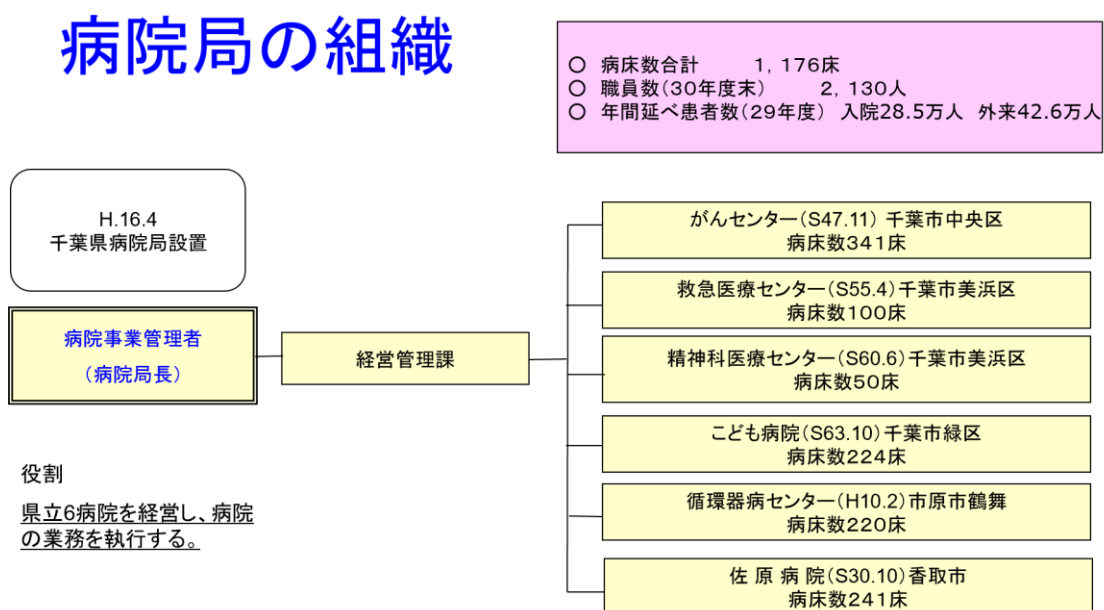 病院局の組織
○ 病床数合計　　1，176床
○ 職員数（30年度末）　　2，130人
○ 年間延べ患者数（29年度） 入院28.5万人 外来42.6万人
H.16.4
千葉県病院局設置
病院事業管理者
（病院局長）
経営管理課
がんセンター（S47.11） 千葉市中央区
病床数341床
救急医療センター（S55.4）千葉市美浜区
病床数100床
精神科医療センター（S60.6）千葉市美浜区
病床数50床
こども病院（S63.10）千葉市緑区
病床数224床
循環器病センター（H10.2）市原市鶴舞
病床数220床
佐 原 病 院（S30.10）香取市
病床数241床
役割
県立6病院を経営し、病院
の業務を執行する。